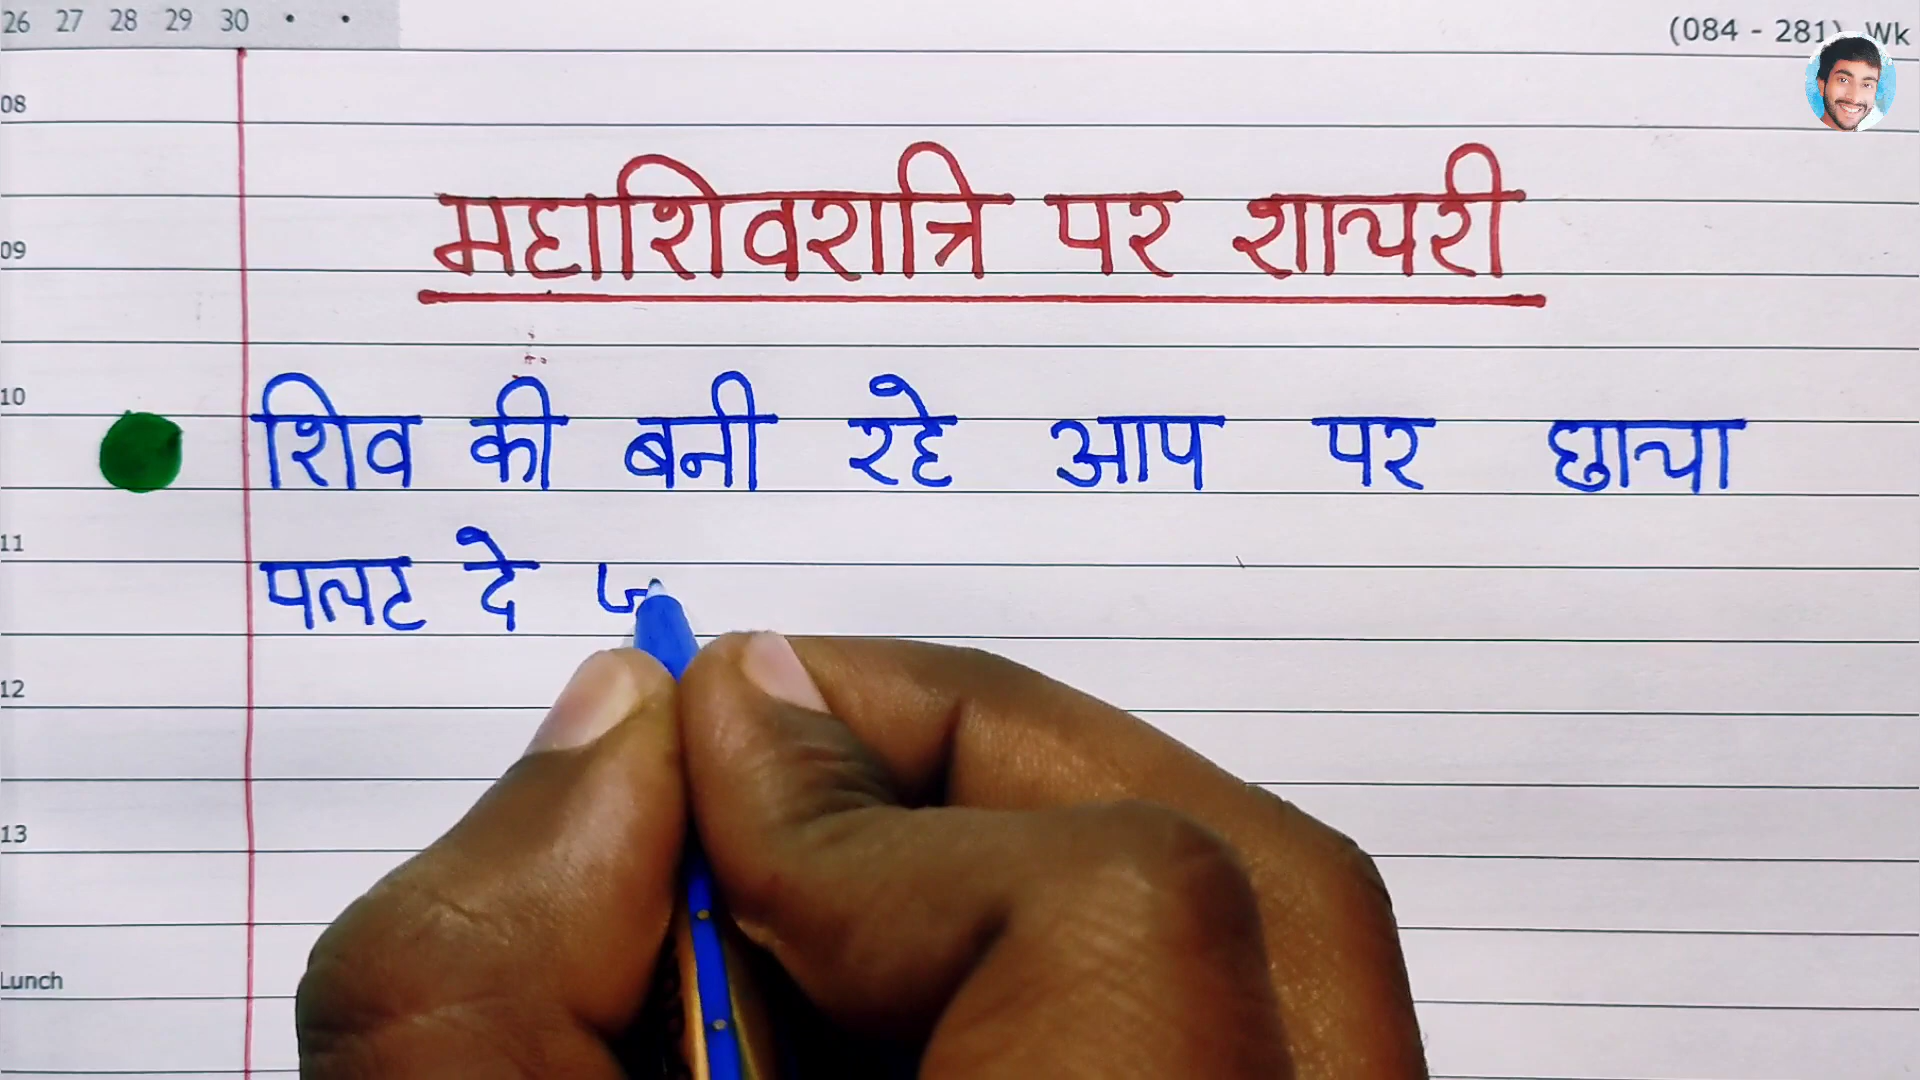 26 27 28 29 30 • •
(084 - 281) Wk
08
महाशिवरात्रि पर शायरी
09
10
शिव की बनी रहे आप पर छाया
11
पलट दे
12
13
Lunch